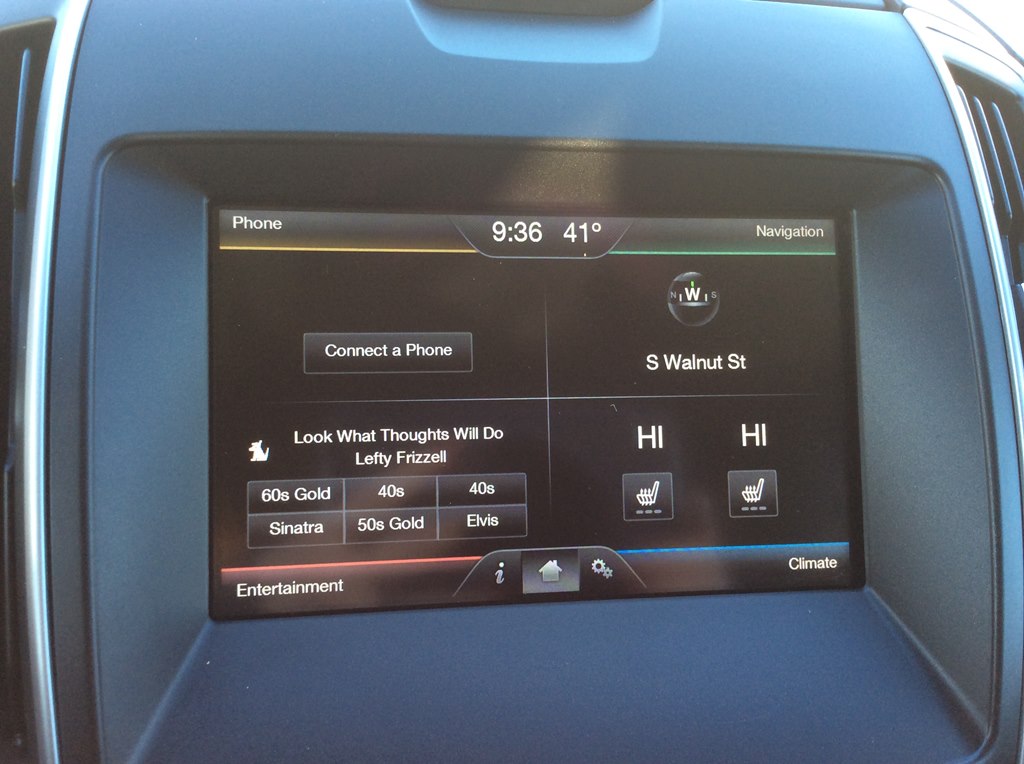 Phone
9:36 41°
Navigation
N W S
Connect a Phone
S Walnut St
Look What Thoughts Will Do
Lefty Frizzell
60s Gold 40s 40s
Sinatra 50s Gold Elvis
HI HI
Entertainment
i
Climate